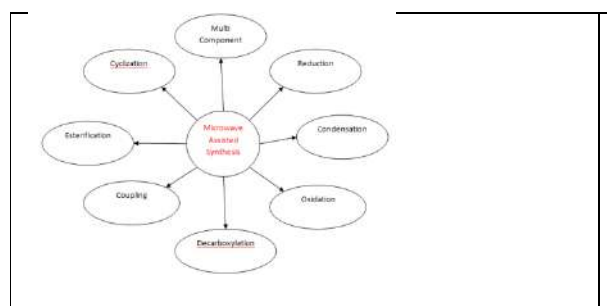 Multi
Component
Cyclization
Reduction
Esterification
Microwave
Assisted
Synthesis
Condensation
Coupling
Oxidation
Decarboxylation